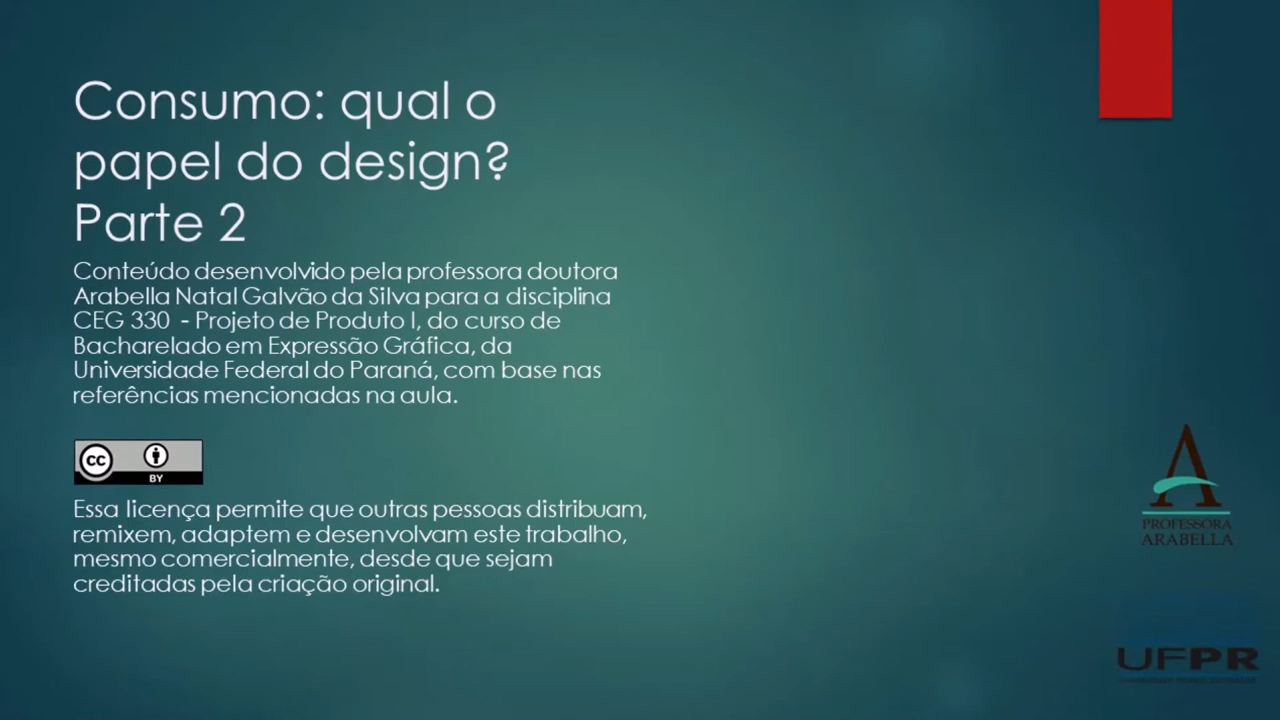 Consumo: qual o
papel do design?
Parte 2
Conteúdo desenvolvido pela professora doutora
Arabella Natal Galvão da Silva para a disciplina
CEG 330 - Projeto de Produto I, do curso de
Bacharelado em Expressão Gráfica, da
Universidade Federal do Paraná, com base nas
referências mencionadas na aula.
cc
BY
Essa licença permite que outras pessoas distribuam,
remixem, adaptem e desenvolvam este trabalho,
mesmo comercialmente, desde que sejam
creditadas pela criação original.
A
PROFESSORA
ARABELLA
UFPR